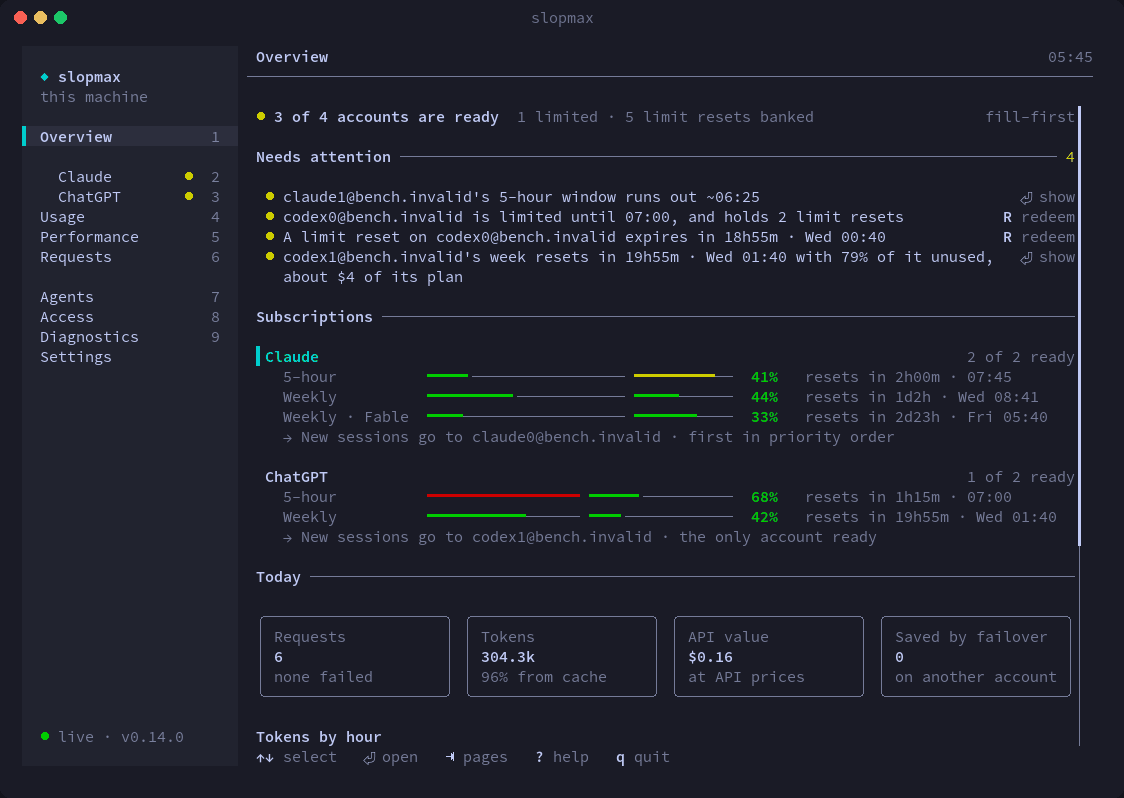 slopmax
◆ slopmax
this machine
Overview 1
Claude ● 2
ChatGPT ● 3
Usage 4
Performance 5
Requests 6
Agents 7
Access 8
Diagnostics 9
Settings
● live · v0.14.0
Overview 05:45
● 3 of 4 accounts are ready 1 limited · 5 limit resets banked fill-first
Needs attention 4
● claude1@bench.invalid's 5-hour window runs out ~06:25 ⏎ show
● codex0@bench.invalid is limited until 07:00, and holds 2 limit resets R redeem
● A limit reset on codex0@bench.invalid expires in 18h55m · Wed 00:40 R redeem
● codex1@bench.invalid's week resets in 19h55m · Wed 01:40 with 79% of it unused, ⏎ show
about $4 of its plan
Subscriptions
Claude 2 of 2 ready
5-hour 41% resets in 2h00m · 07:45
Weekly 44% resets in 1d2h · Wed 08:41
Weekly · Fable 33% resets in 2d23h · Fri 05:40
→ New sessions go to claude0@bench.invalid · first in priority order
ChatGPT 1 of 2 ready
5-hour 68% resets in 1h15m · 07:00
Weekly 42% resets in 19h55m · Wed 01:40
→ New sessions go to codex1@bench.invalid · the only account ready
Today
Requests
6
none failed
Tokens
304.3k
96% from cache
API value
$0.16
at API prices
Saved by failover
0
on another account
Tokens by hour
↑↓ select ⏎ open ⇥ pages ? help q quit